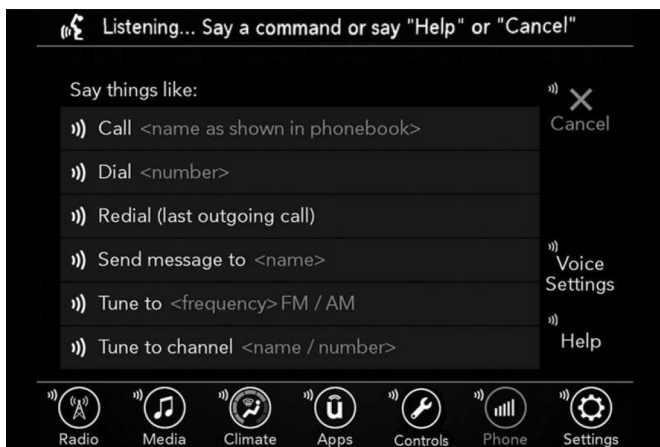 Listening... Say a command or say "Help" or "Cancel"
Say things like:
Cancel
Call <name as shown in phonebook>
Dial <number>
Redial (last outgoing call)
Send message to <name>
Tune to <frequency> FM / AM
Tune to channel <name / number>
Voice
Settings
Help
Radio
Media
Climate
û
Apps
Controls
Phone
Settings